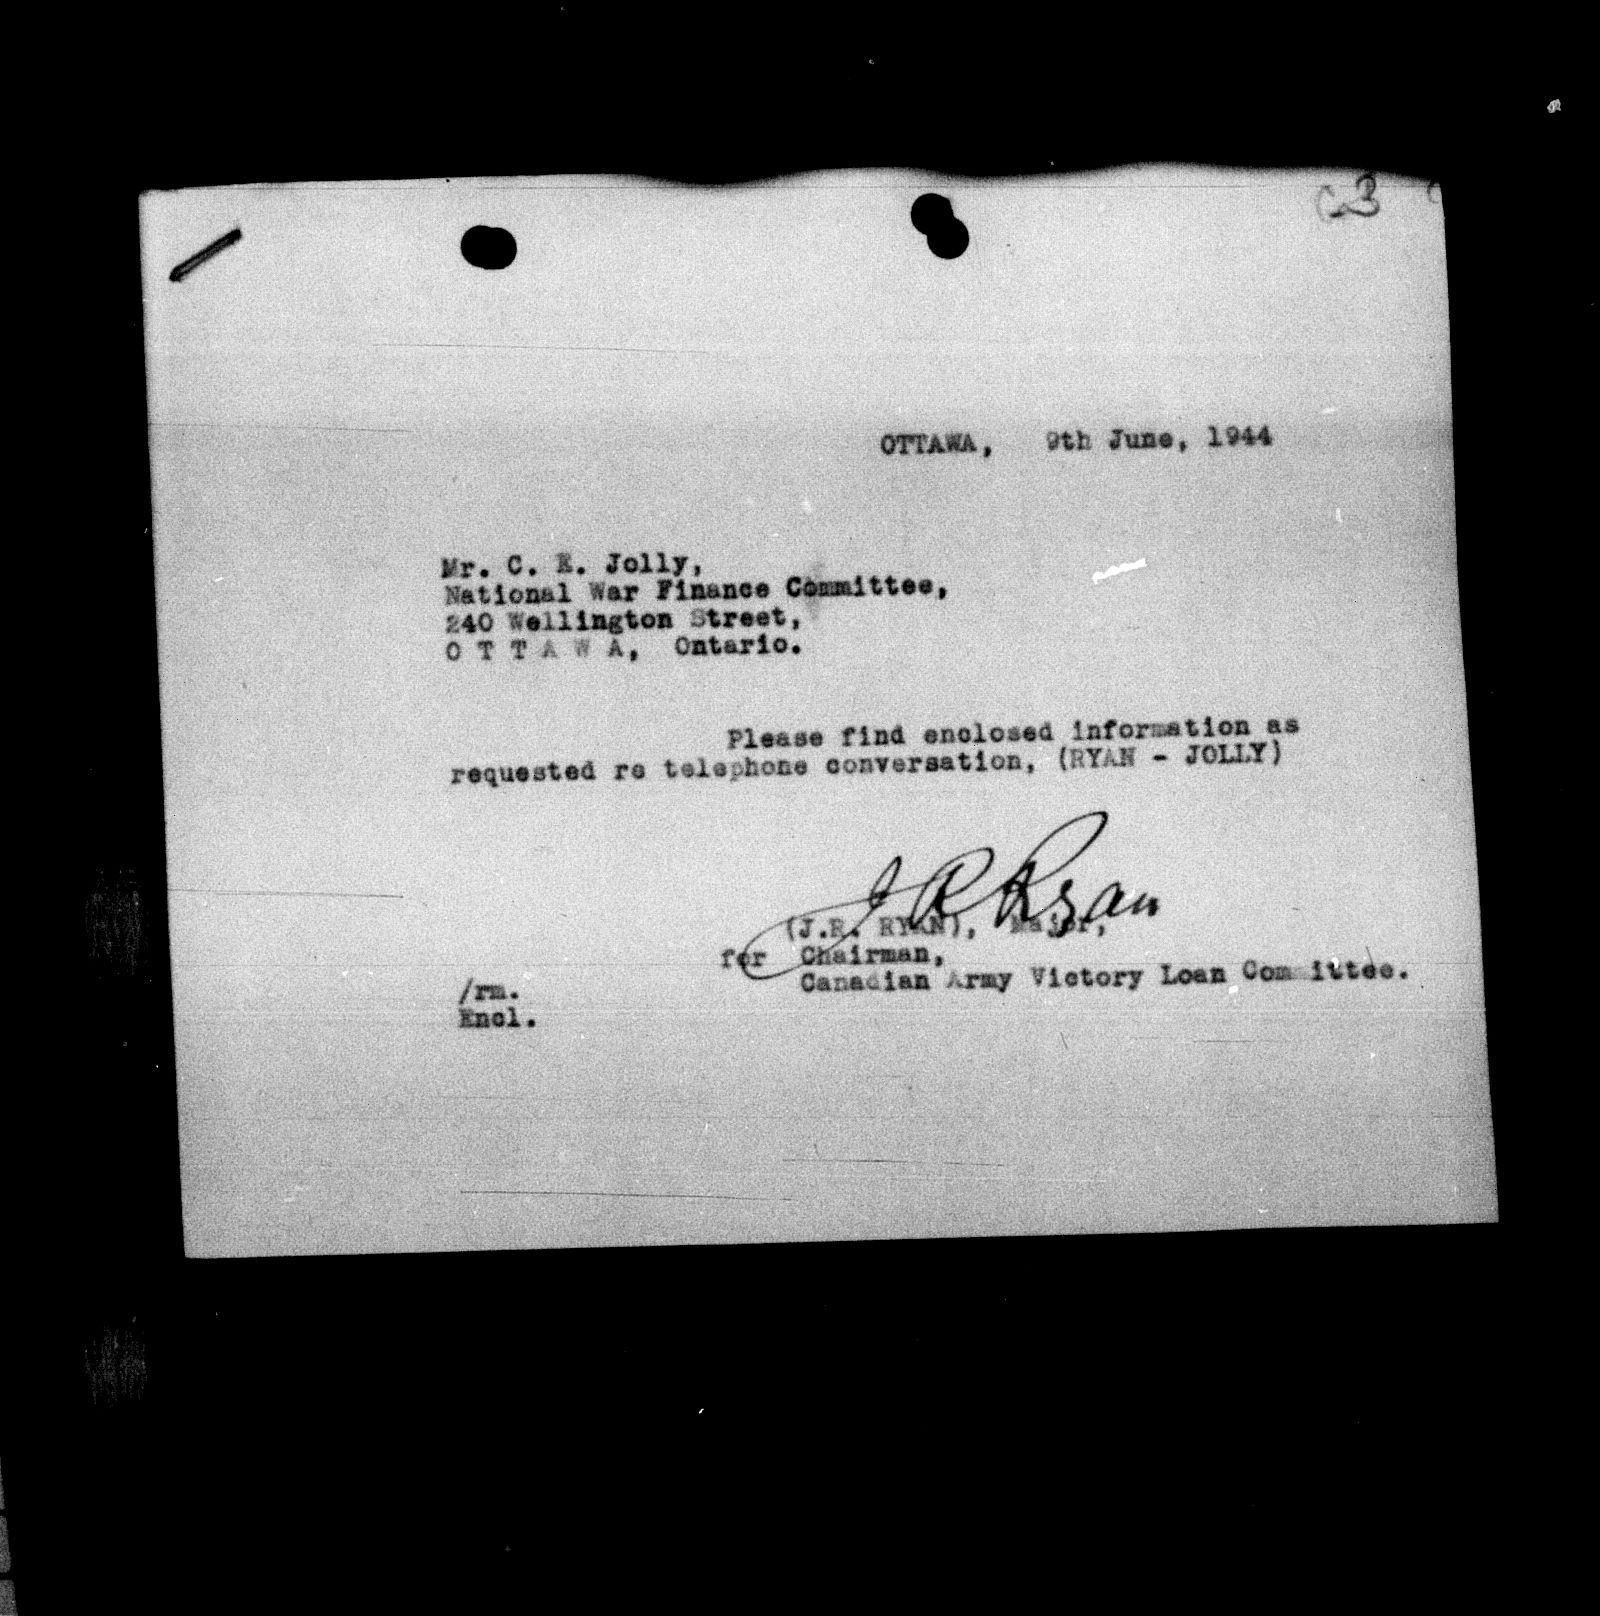 C-3
OTTAWA, 9th June, 1944
Mr. C. E. Jolly,
National War Finance Committee,
240 Wellington Street,
O T T A W A, Ontario.
Please find enclosed information as
requested re telephone conversation, (RYAN - JOLLY)
J R Ryan
(J.R. RYAN), Major,
for Chairman,
Canadian Army Victory Loan Committee.
/rm.
Encl.